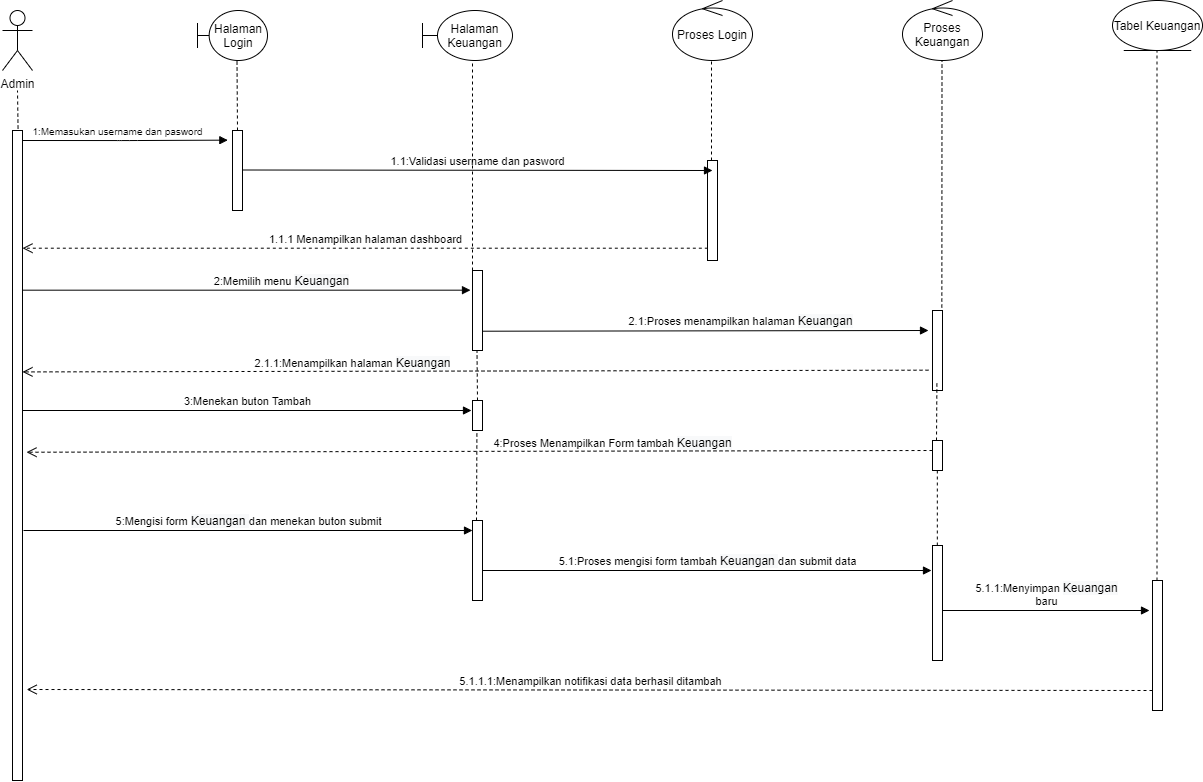 Halaman
Login
Halaman
Keuangan
Proses Login
Proses
Keuangan
Tabel Keuangan
Admin
1:Memasukan username dan pasword
1.1:Validasi username dan pasword
1.1.1 Menampilkan halaman dashboard
2:Memilih menu Keuangan
2.1:Proses menampilkan halaman Keuangan
2.1.1:Menampilkan halaman Keuangan
3:Menekan buton Tambah
4:Proses Menampilkan Form tambah Keuangan
5:Mengisi form Keuangan dan menekan buton submit
5.1:Proses mengisi form tambah Keuangan dan submit data
5.1.1:Menyimpan Keuangan
baru
5.1.1.1:Menampilkan notifikasi data berhasil ditambah